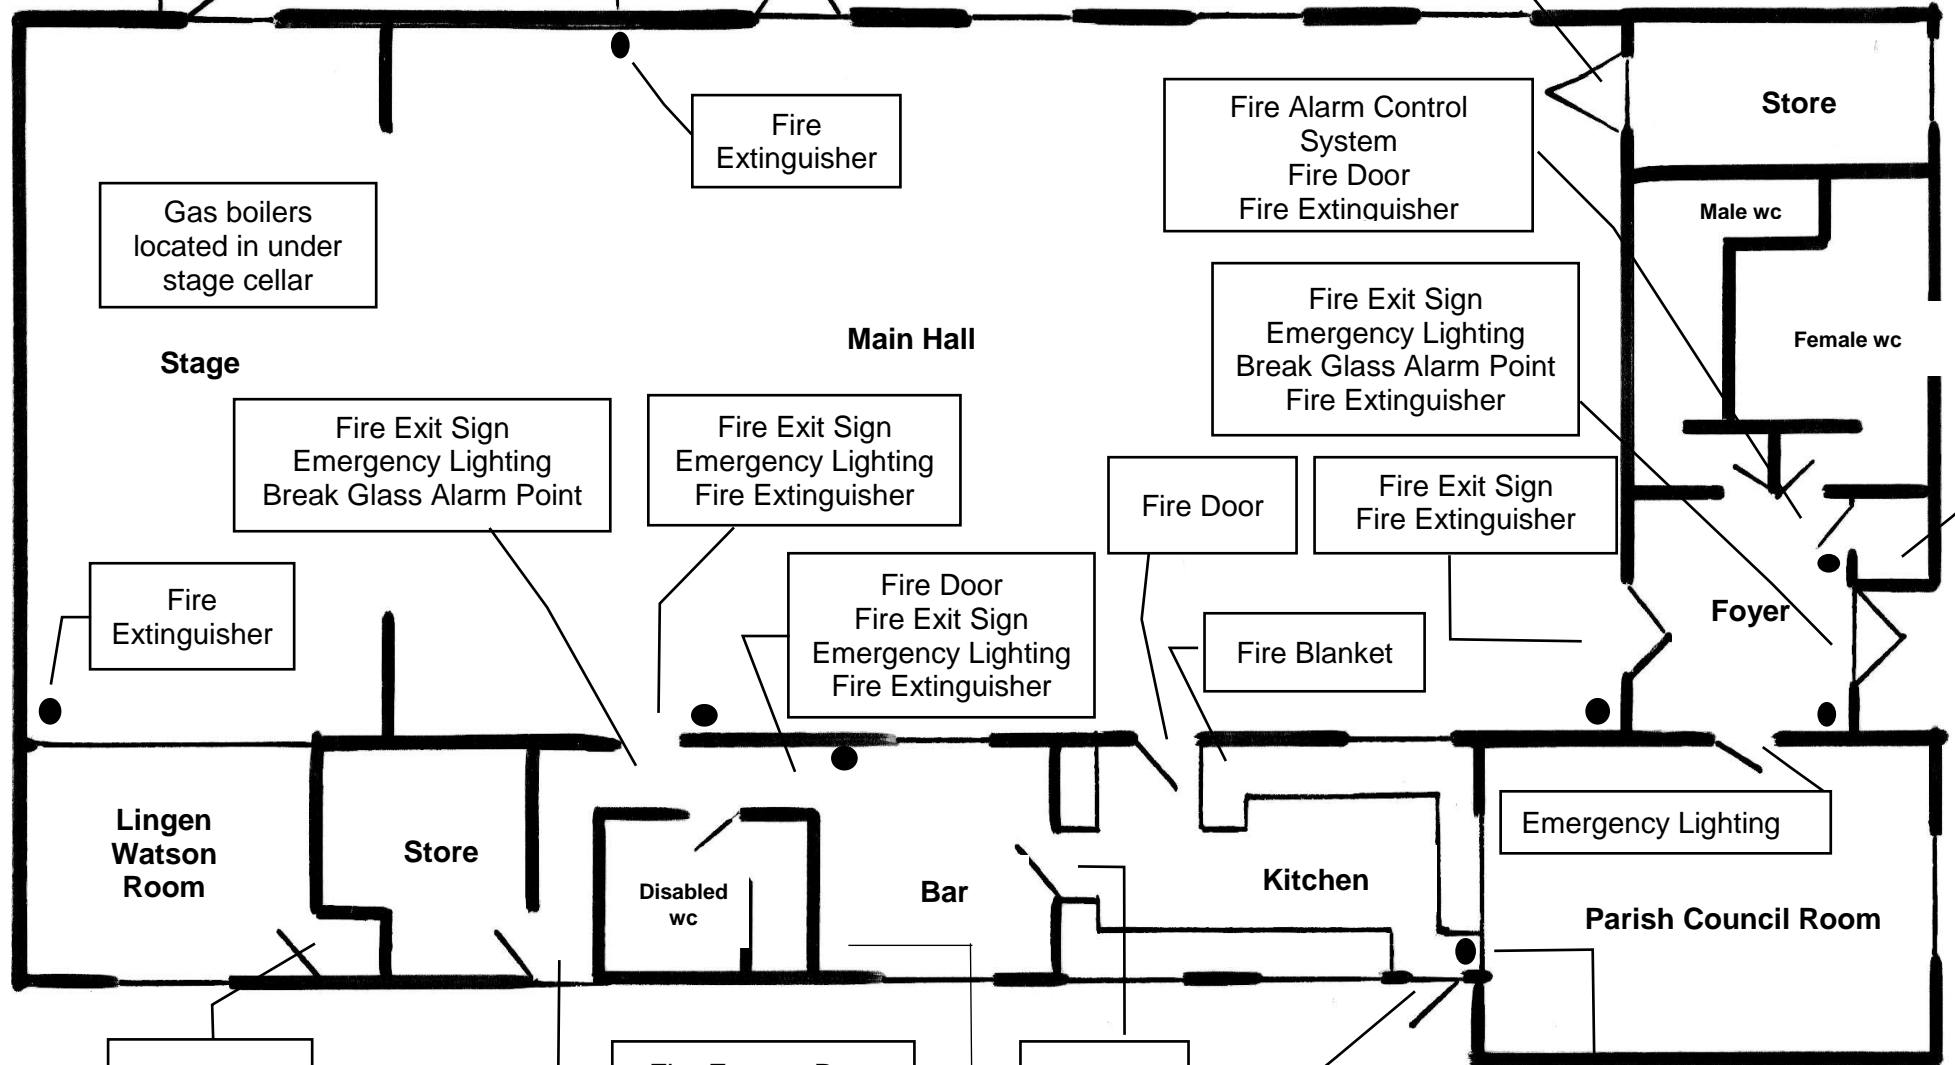 Fire
Extinguisher
Fire Alarm Control
System
Fire Door
Fire Extinguisher
Store
Gas boilers
located in under
stage cellar
Male wc
Fire Exit Sign
Emergency Lighting
Break Glass Alarm Point
Fire Extinguisher
Main Hall
Female wc
Stage
Fire Exit Sign
Emergency Lighting
Break Glass Alarm Point
Fire Exit Sign
Emergency Lighting
Fire Extinguisher
Fire Door
Fire Exit Sign
Fire Extinguisher
Fire
Extinguisher
Fire Door
Fire Exit Sign
Emergency Lighting
Fire Extinguisher
Fire Blanket
Foyer
Lingen
Watson
Room
Store
Disabled
wc
Bar
Kitchen
Emergency Lighting
Parish Council Room